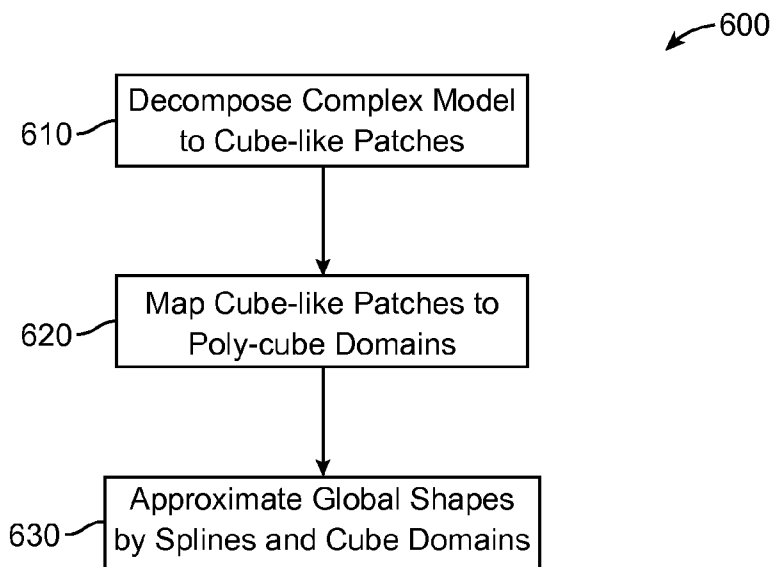 600
610
Decompose Complex Model
to Cube-like Patches
620
Map Cube-like Patches to
Poly-cube Domains
630
Approximate Global Shapes
by Splines and Cube Domains